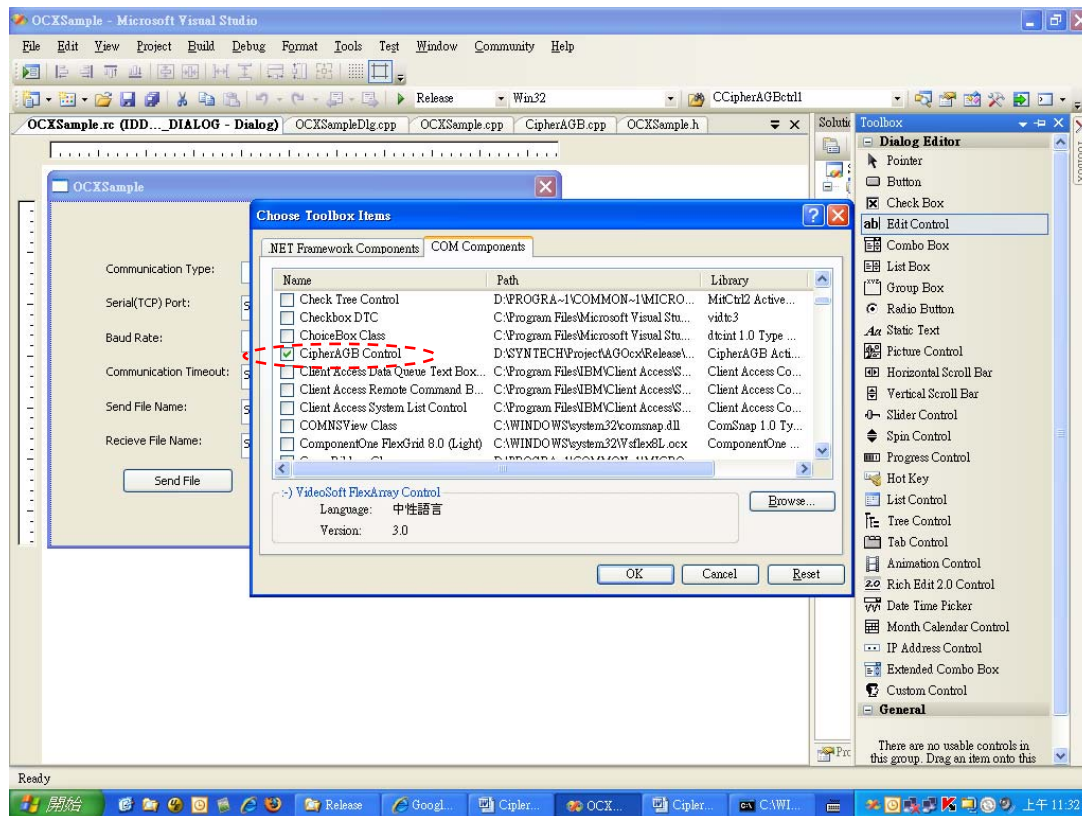 OCXSample - Microsoft Visual Studio
File Edit View Project Build Debug Format Tools Test Window Community Help
Release Win32 CCipherAGBctrl1
OCXSample.rc (IDD..._DIALOG - Dialog) OCXSampleDlg.cpp OCXSample.cpp CipherAGB.cpp OCXSample.h
OCXSample
Communication Type:
Serial(TCP) Port:
Baud Rate:
Communication Timeout:
Send File Name:
Recieve File Name:
Send File
Choose Toolbox Items
.NET Framework Components COM Components
Name Path Library
Check Tree Control D:\PROGRA~1\COMMON~1\MICRO... MitCtrl2 Active...
Checkbox DTC C:\Program Files\Microsoft Visual Stu... vidtc3
ChoiceBox Class C:\Program Files\Microsoft Visual Stu... dtcint 1.0 Type ...
CipherAGB Control D:\SYNTECH\Project\AGOcx\Release\... CipherAGB Acti...
Client Access Data Queue Text Box... C:\Program Files\IBM\Client Access\S... Client Access Co...
Client Access Remote Command B... C:\Program Files\IBM\Client Access\S... Client Access Co...
Client Access System List Control C:\Program Files\IBM\Client Access\S... Client Access Co...
COMNSView Class C:\WINDOWS\system32\comsnap.dll ComSnap 1.0 Ty...
ComponentOne FlexGrid 8.0 (Light) C:\WINDOWS\system32\Vsflex8L.ocx ComponentOne ...
:-) VideoSoft FlexArray Control
Language: 中性語言
Version: 3.0
Browse...
OK Cancel Reset
Toolbox
Dialog Editor
Pointer
Button
Check Box
Edit Control
Combo Box
List Box
Group Box
Radio Button
Static Text
Picture Control
Horizontal Scroll Bar
Vertical Scroll Bar
Slider Control
Spin Control
Progress Control
Hot Key
List Control
Tree Control
Tab Control
Animation Control
Rich Edit 2.0 Control
Date Time Picker
Month Calendar Control
IP Address Control
Extended Combo Box
Custom Control
General
There are no usable controls in
this group. Drag an item onto this
Ready
開始 Release Googl... Cipler... OCX... Cipler... C:\WI... 上午 11:32